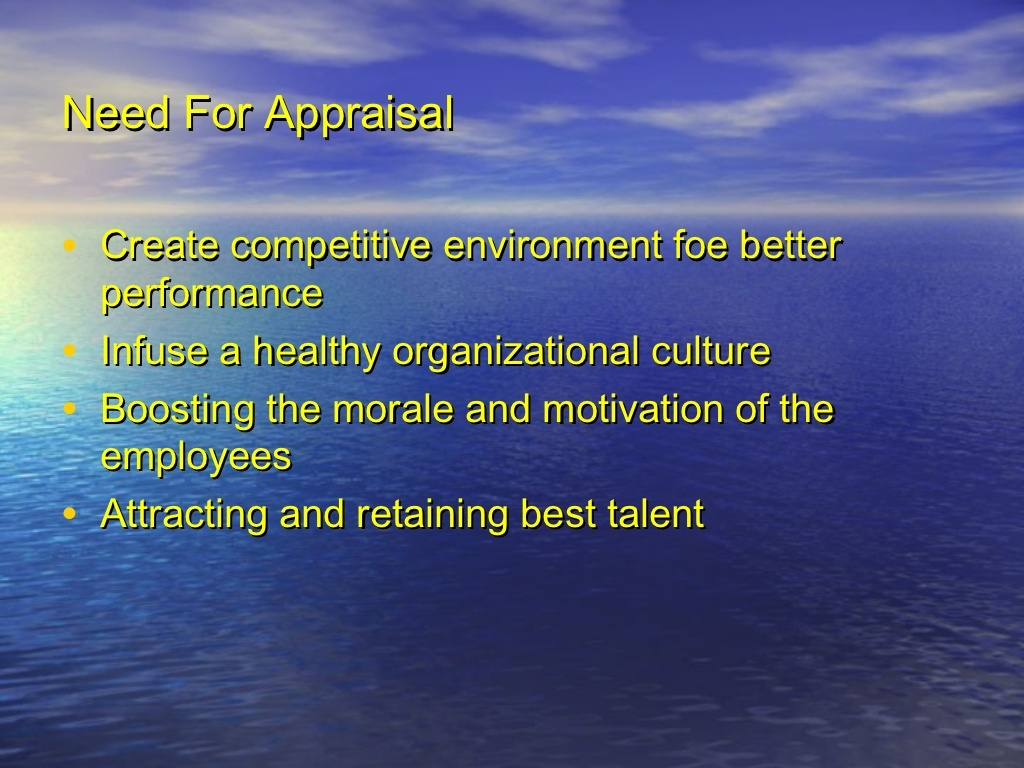 Need For Appraisal
• Create competitive environment foe better
performance
• Infuse a healthy organizational culture
• Boosting the morale and motivation of the
employees
• Attracting and retaining best talent